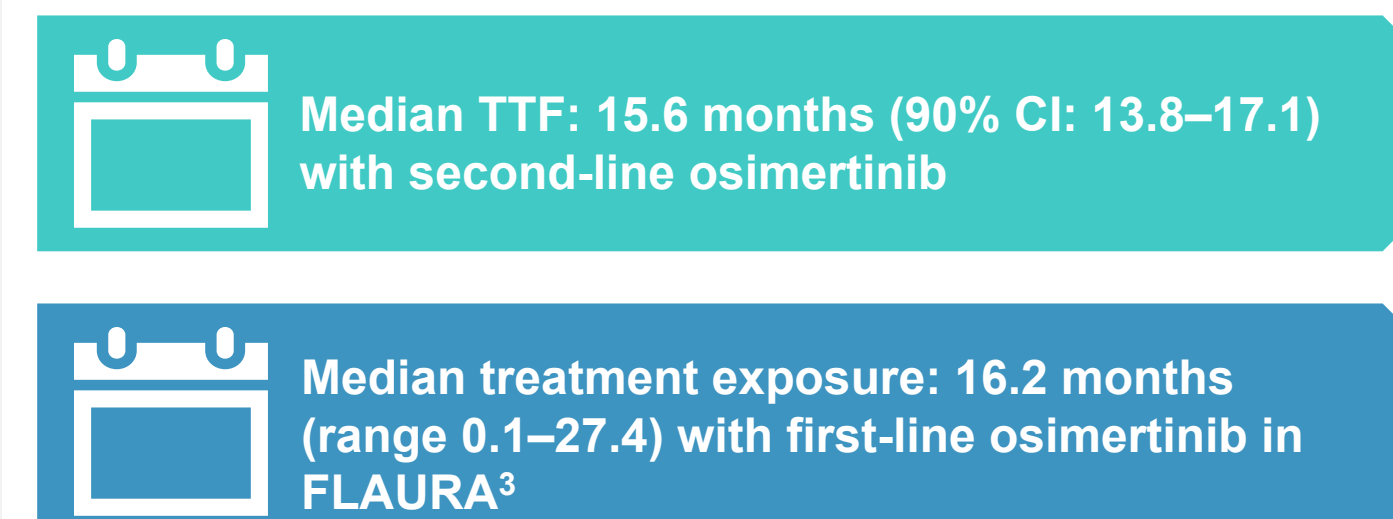 Median TTF: 15.6 months (90% CI: 13.8–17.1)
with second-line osimertinib
Median treatment exposure: 16.2 months
(range 0.1–27.4) with first-line osimertinib in
FLAURA³